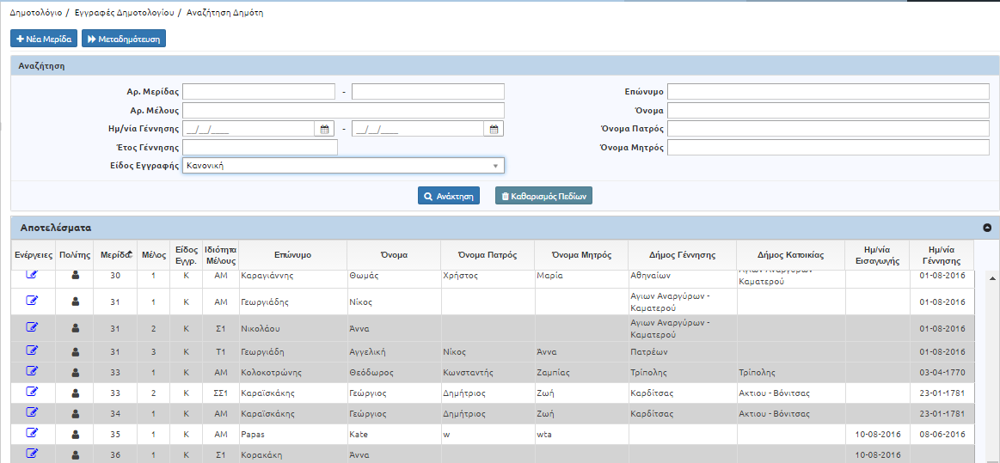 Δημοτολόγιο / Εγγραφές Δημοτολογίου / Αναζήτηση Δημότη
Νέα Μερίδα Μεταδημότευση
Αναζήτηση
Αρ. Μερίδας - Επώνυμο
Αρ. Μέλους Όνομα
Ημ/νία Γέννησης __/__/____ - __/__/____ Όνομα Πατρός
Έτος Γέννησης Όνομα Μητρός
Είδος Εγγραφής Κανονική
Ανάκτηση Καθαρισμός Πεδίων
Αποτελέσματα
Ενέργειες Πολίτης Μερίδα Μέλος Είδος Εγγρ. Ιδιότητα Μέλους Επώνυμο Όνομα Όνομα Πατρός Όνομα Μητρός Δήμος Γέννησης Δήμος Κατοικίας Ημ/νία Εισαγωγής Ημ/νία Γέννησης
30 1 Κ ΑΜ Καραγιάννης Θωμάς Χρήστος Μαρία Αθηναίων Αγιων Αναργύρων - Καματερού 01-08-2016
31 1 Κ ΑΜ Γεωργιάδης Νίκος Αγιων Αναργύρων - Καματερού 01-08-2016
31 2 Κ Σ1 Νικολάου Άννα Αγιων Αναργύρων - Καματερού 01-08-2016
31 3 Κ Τ1 Γεωργιάδη Αγγελική Νίκος Άννα Πατρέων 01-08-2016
33 1 Κ ΑΜ Κολοκοτρώνης Θεόδωρος Κωνσταντής Ζαμπίας Τρίπολης Τρίπολης 03-04-1770
33 2 Κ ΣΣ1 Καραϊσκάκης Γεώργιος Δημήτριος Ζωή Καρδίτσας Ακτιου - Βόνιτσας 23-01-1781
34 1 Κ ΑΜ Καραϊσκάκης Γεώργιος Δημήτριος Ζωή Καρδίτσας Ακτιου - Βόνιτσας 23-01-1781
35 1 Κ ΑΜ Papas Kate w wta 10-08-2016 08-06-2016
36 1 Κ Σ1 Κορακάκη Άννα 10-08-2016